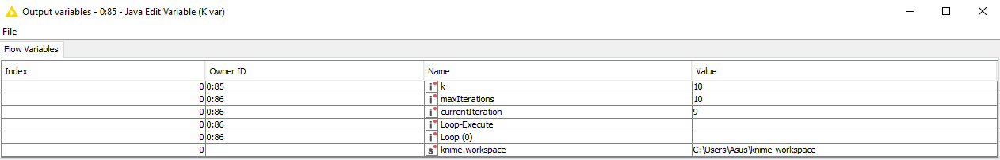 Output variables - 0:85 - Java Edit Variable (K var)
File
Flow Variables
Index Owner ID Name Value
0 0:85 i k 10
0 0:86 i maxIterations 10
0 0:86 i currentIteration 9
0 0:86 i Loop-Execute
0 0:86 i Loop (0)
0 s knime.workspace C:\Users\Asus\knime-workspace